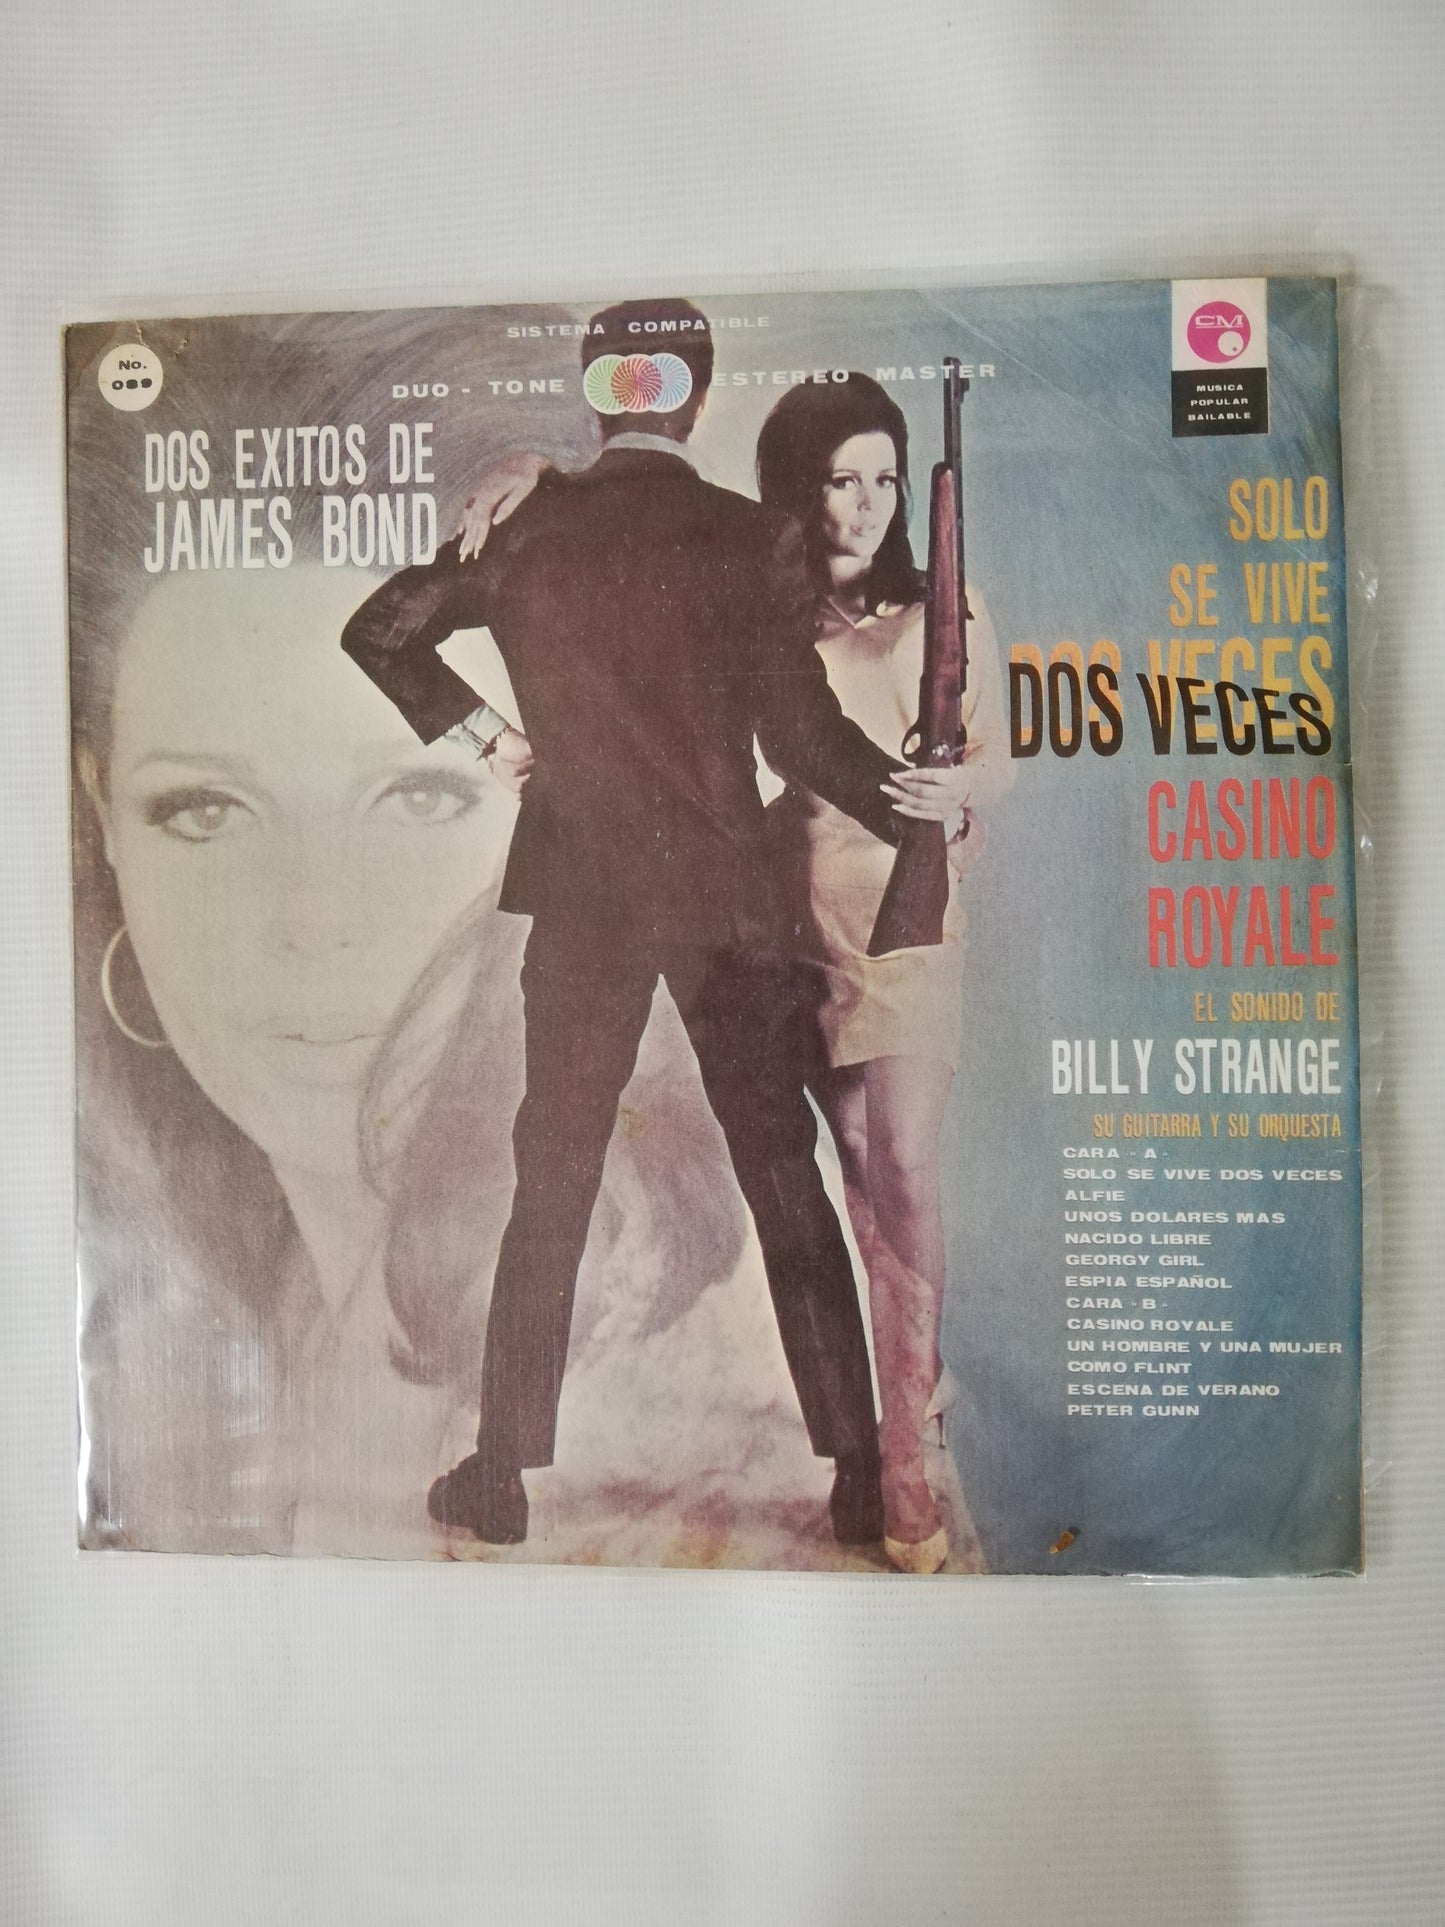 SISTEMA COMPATIBLE
DUO - TONE ESTEREO MASTER
No.
089
CM
MUSICA
POPULAR
BAILABLE
DOS EXITOS DE
JAMES BOND
SOLO
SE VIVE
DOS VECES
DOS VECES
CASINO
ROYALE
EL SONIDO DE
BILLY STRANGE
SU GUITARRA Y SU ORQUESTA
CARA "A"
SOLO SE VIVE DOS VECES
ALFIE
UNOS DOLARES MAS
NACIDO LIBRE
GEORGY GIRL
ESPIA ESPAÑOL
CARA "B"
CASINO ROYALE
UN HOMBRE Y UNA MUJER
COMO FLINT
ESCENA DE VERANO
PETER GUNN